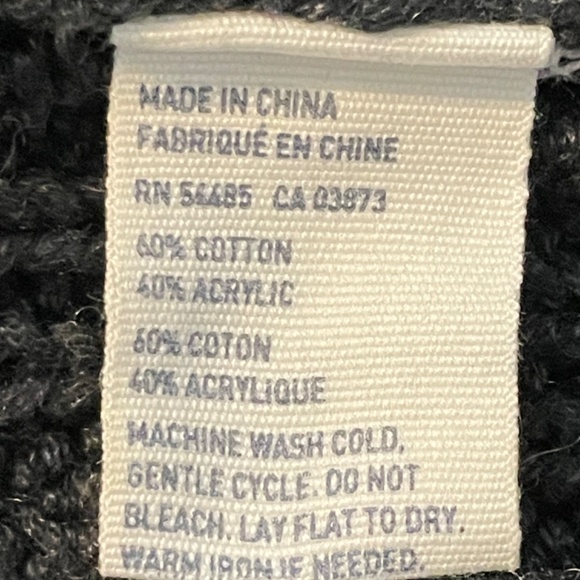 MADE IN CHINA
FABRIQUÉ EN CHINE
RN 54485 CA 03873
60% COTTON
40% ACRYLIC
60% COTON
40% ACRYLIQUE
MACHINE WASH COLD,
GENTLE CYCLE. DO NOT
BLEACH. LAY FLAT TO DRY.
WARM IRON IF NEEDED.